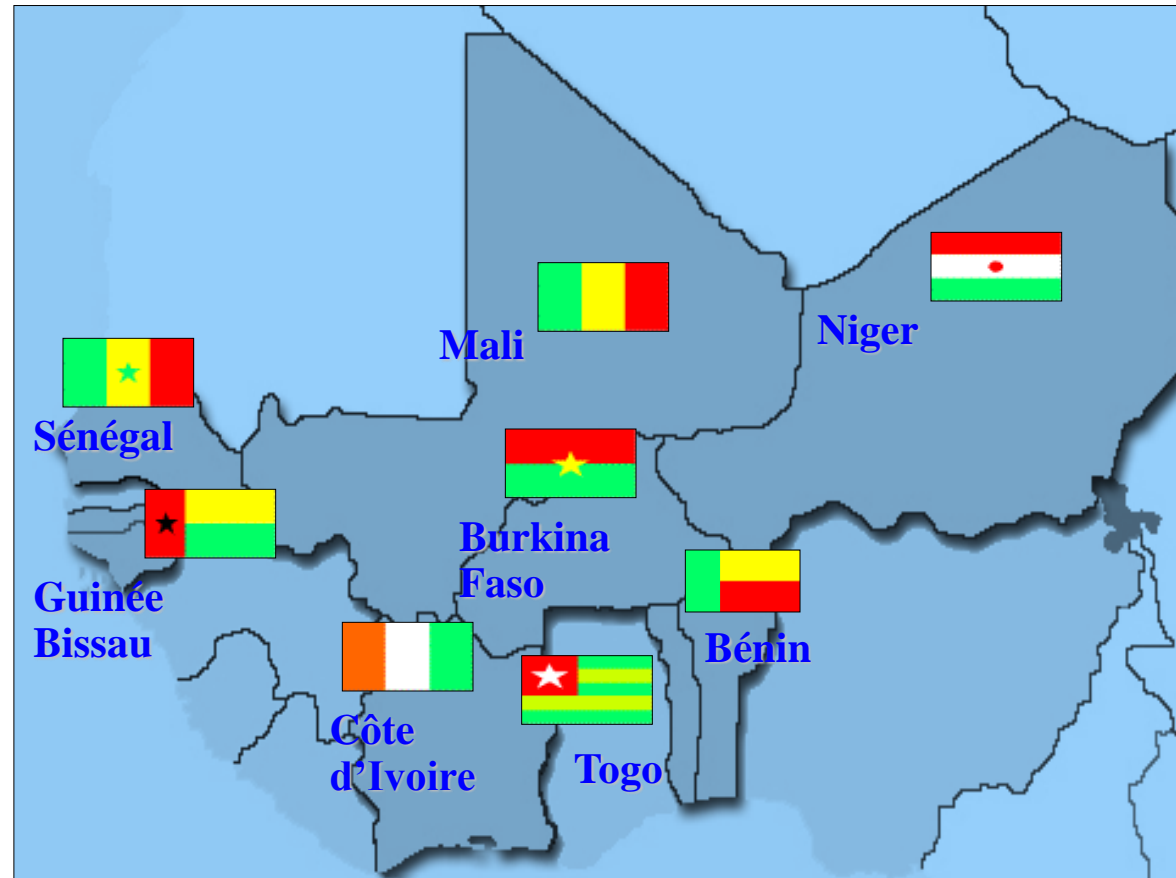 Mali
Niger
Sénégal
Burkina
Faso
Guinée
Bissau
Bénin
Côte
d’Ivoire
Togo